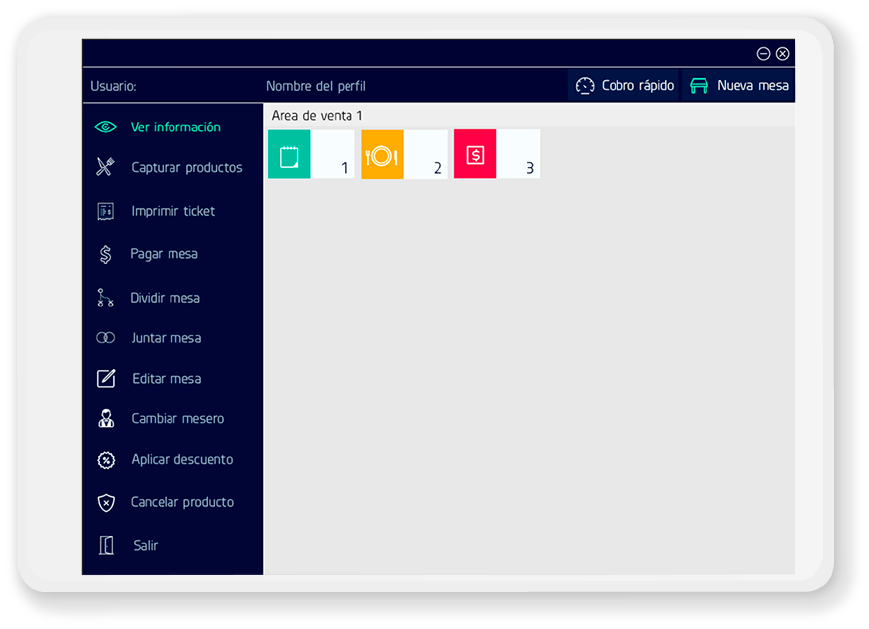 Usuario:
Nombre del perfil
Cobro rápido
Nueva mesa
Area de venta 1
1
2
$
3
Ver información
Capturar productos
Imprimir ticket
Pagar mesa
Dividir mesa
Juntar mesa
Editar mesa
Cambiar mesero
Aplicar descuento
Cancelar producto
Salir